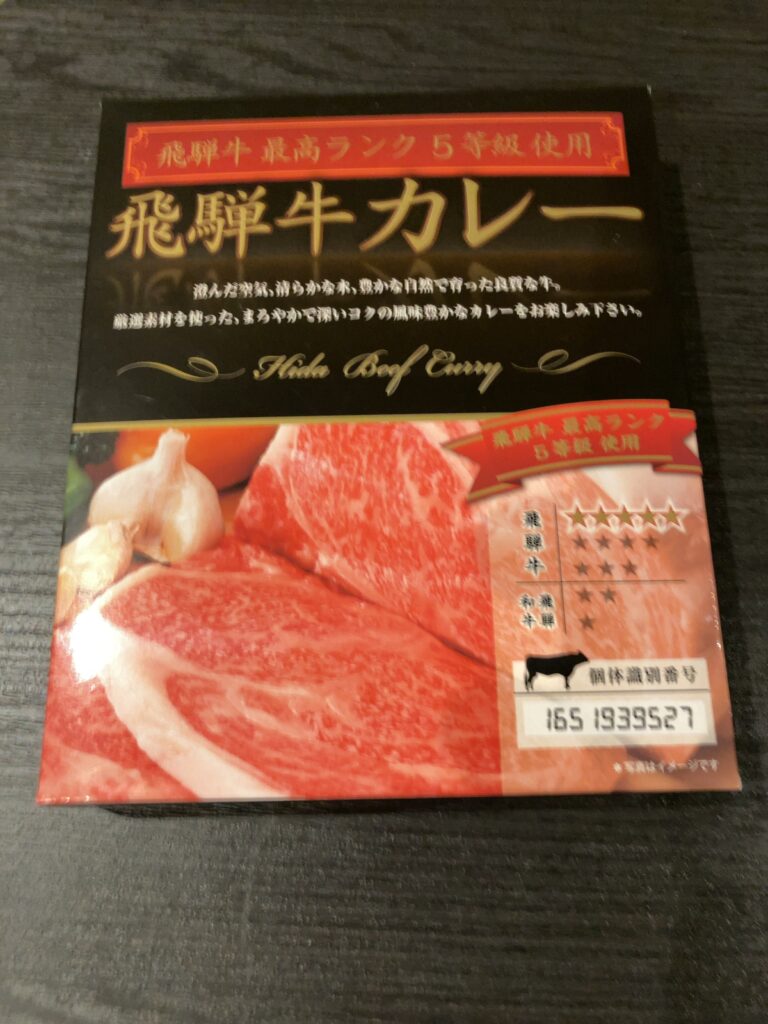 飛騨牛 最高ランク 5等級 使用
飛騨牛カレー
澄んだ空気、清らかな水、豊かな自然で育った良質な牛。
厳選素材を使った、まろやかで深いコクの風味豊かなカレーをお楽しみ下さい。
Hida Beef Curry
飛騨牛 最高ランク
5等級 使用
飛騨牛
★★★★★
★★★★
★★★
飛騨和牛
★★
★
個体識別番号
1651939527
※写真はイメージです